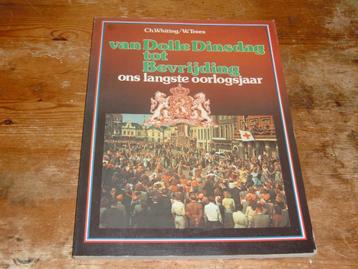 Ch.Whiting/W.Trees
van Dolle Dinsdag
tot
Bevrijding
ons langste oorlogsjaar